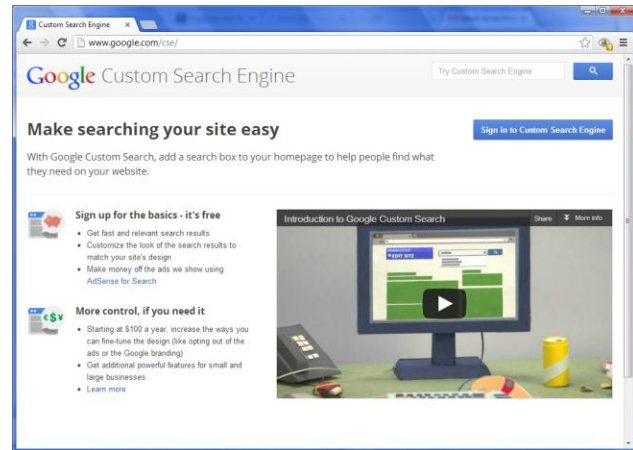 Custom Search Engine
www.google.com/cse/
Google Custom Search Engine
Try Custom Search Engine
Make searching your site easy
Sign in to Custom Search Engine
With Google Custom Search, add a search box to your homepage to help people find what
they need on your website.
Sign up for the basics - it's free
• Get fast and relevant search results
• Customize the look of the search results to
match your site's design
• Make money off the ads we show using
AdSense for Search
More control, if you need it
• Starting at $100 a year, increase the ways you
can fine-tune the design (like opting out of the
ads or the Google branding)
• Get additional powerful features for small and
large businesses
• Learn more
Introduction to Google Custom Search
Share
More info
EDIT SITE